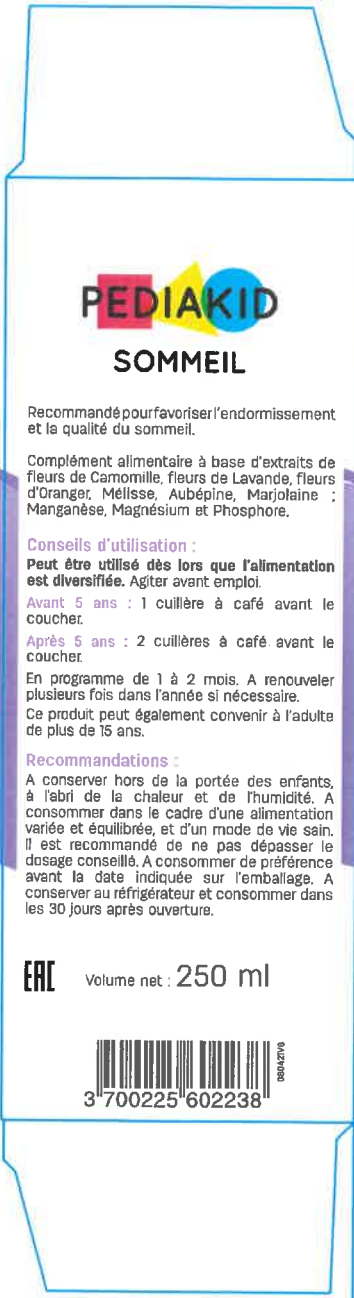 PEDIAKID
SOMMEIL
Recommandé pour favoriser l'endormissement
et la qualité du sommeil.
Complément alimentaire à base d'extraits de
fleurs de Camomille, fleurs de Lavande, fleurs
d'Oranger, Mélisse, Aubépine, Marjolaine ;
Manganèse, Magnésium et Phosphore.
Conseils d'utilisation :
Peut être utilisé dès lors que l'alimentation
est diversifiée. Agiter avant emploi.
Avant 5 ans : 1 cuillère à café avant le
coucher.
Après 5 ans : 2 cuillères à café avant le
coucher.
En programme de 1 à 2 mois. A renouveler
plusieurs fois dans l'année si nécessaire.
Ce produit peut également convenir à l'adulte
de plus de 15 ans.
Recommandations :
A conserver hors de la portée des enfants,
à l'abri de la chaleur et de l'humidité. A
consommer dans le cadre d'une alimentation
variée et équilibrée, et d'un mode de vie sain.
Il est recommandé de ne pas dépasser le
dosage conseillé. A consommer de préférence
avant la date indiquée sur l'emballage. A
conserver au réfrigérateur et consommer dans
les 30 jours après ouverture.
EAC Volume net : 250 ml
080421V6
3 700225 602238